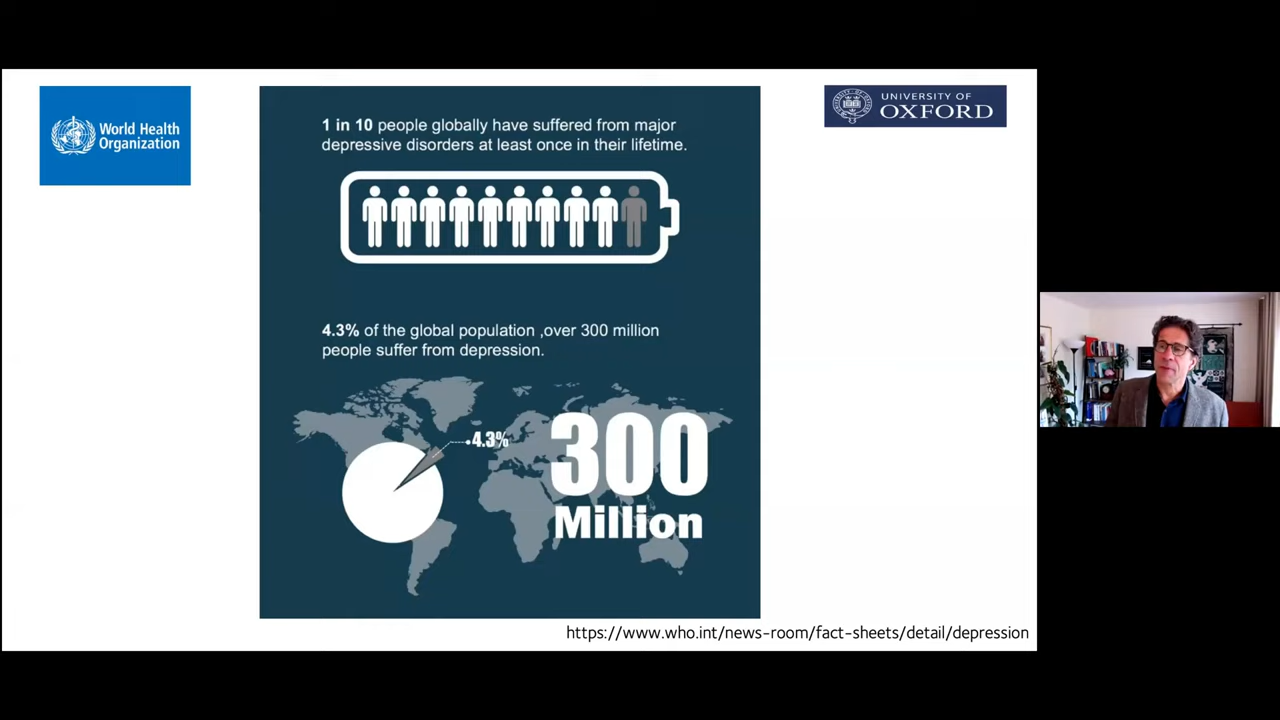 World Health
Organization
UNIVERSITY OF
OXFORD
1 in 10 people globally have suffered from major
depressive disorders at least once in their lifetime.
4.3% of the global population ,over 300 million
people suffer from depression.
4.3%
300
Million
https://www.who.int/news-room/fact-sheets/detail/depression